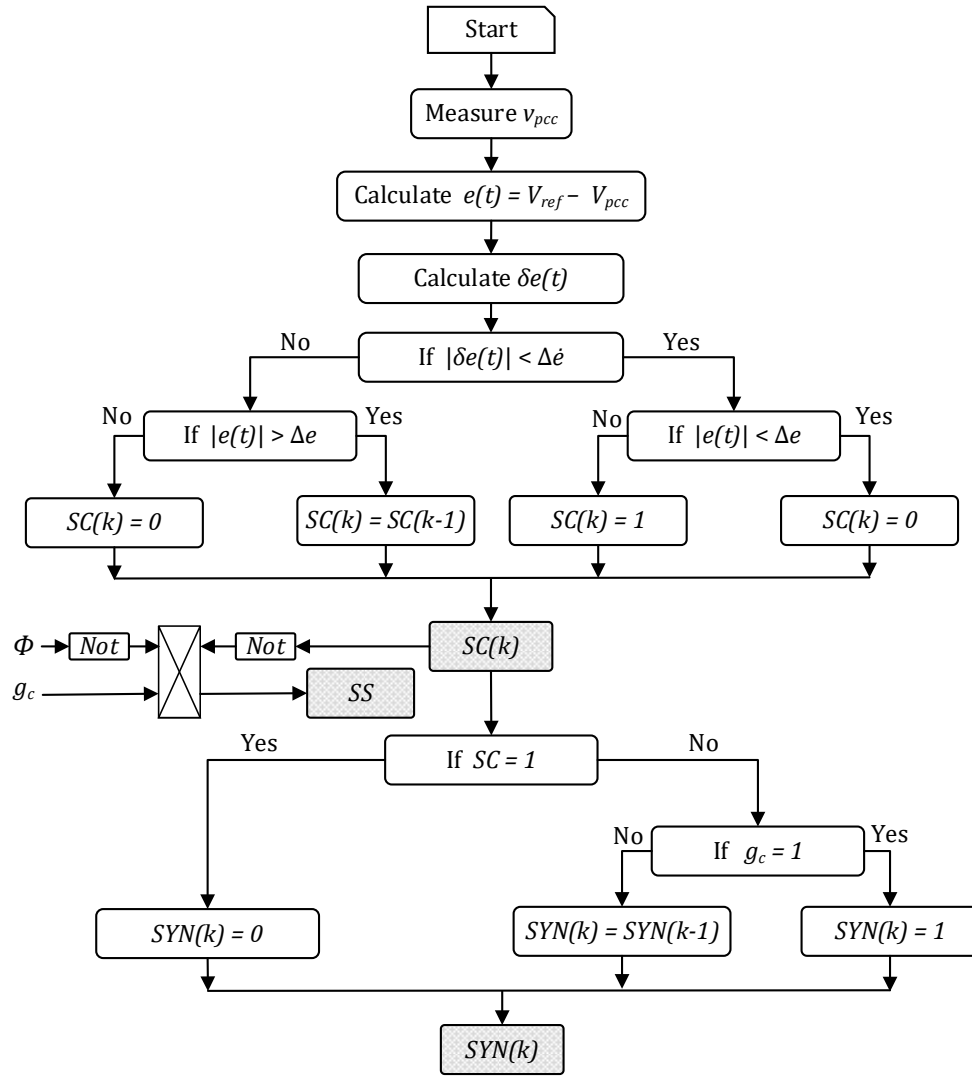 Start
Measure v_pcc
Calculate e(t) = V_ref – V_pcc
Calculate δe(t)
No
If |δe(t)| < Δė
Yes
No
If |e(t)| > Δe
Yes
No
If |e(t)| < Δe
Yes
SC(k) = 0
SC(k) = SC(k-1)
SC(k) = 1
SC(k) = 0
Φ
Not
Not
SC(k)
g_c
SS
Yes
If SC = 1
No
No
If g_c = 1
Yes
SYN(k) = 0
SYN(k) = SYN(k-1)
SYN(k) = 1
SYN(k)